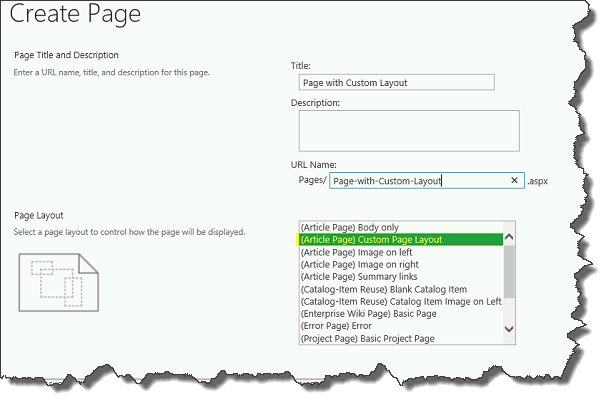 Create Page
Page Title and Description
Enter a URL name, title, and description for this page.
Title:
Page with Custom Layout
Description:
URL Name:
Pages/ Page-with-Custom-Layout × .aspx
Page Layout
Select a page layout to control how the page will be displayed.
(Article Page) Body only
(Article Page) Custom Page Layout
(Article Page) Image on left
(Article Page) Image on right
(Article Page) Summary links
(Catalog-Item Reuse) Blank Catalog Item
(Catalog-Item Reuse) Catalog Item Image on Left
(Enterprise Wiki Page) Basic Page
(Error Page) Error
(Project Page) Basic Project Page